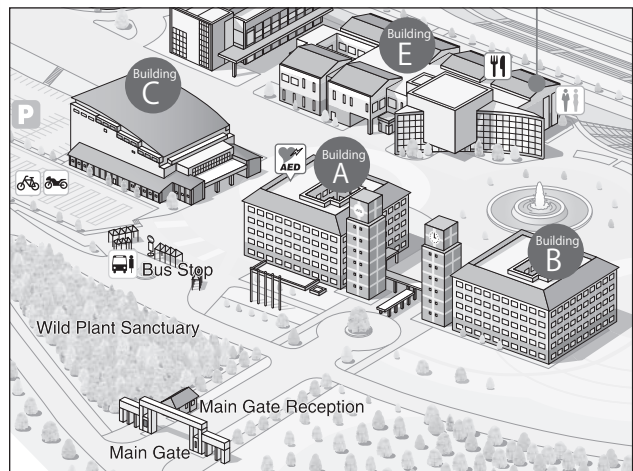 Building
E
Building
C
P
AED
Building
A
Building
B
Bus Stop
Wild Plant Sanctuary
Main Gate Reception
Main Gate